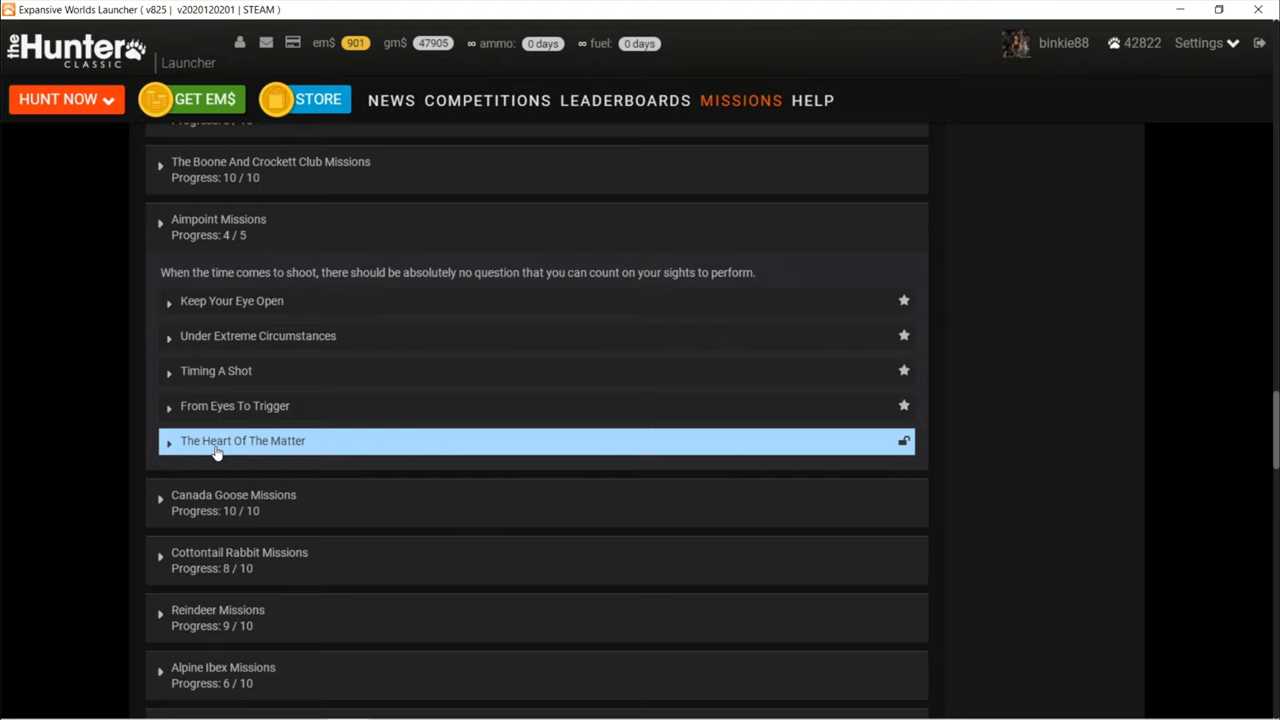 Expansive Worlds Launcher ( v825 | v2020120201 | STEAM )
theHunter CLASSIC | Launcher em$ 901 gm$ 47905 ∞ ammo: 0 days ∞ fuel: 0 days binkie88 42822 Settings
HUNT NOW GET EM$ STORE NEWS COMPETITIONS LEADERBOARDS MISSIONS HELP
The Boone And Crockett Club Missions
Progress: 10 / 10
Aimpoint Missions
Progress: 4 / 5
When the time comes to shoot, there should be absolutely no question that you can count on your sights to perform.
Keep Your Eye Open
Under Extreme Circumstances
Timing A Shot
From Eyes To Trigger
The Heart Of The Matter
Canada Goose Missions
Progress: 10 / 10
Cottontail Rabbit Missions
Progress: 8 / 10
Reindeer Missions
Progress: 9 / 10
Alpine Ibex Missions
Progress: 6 / 10